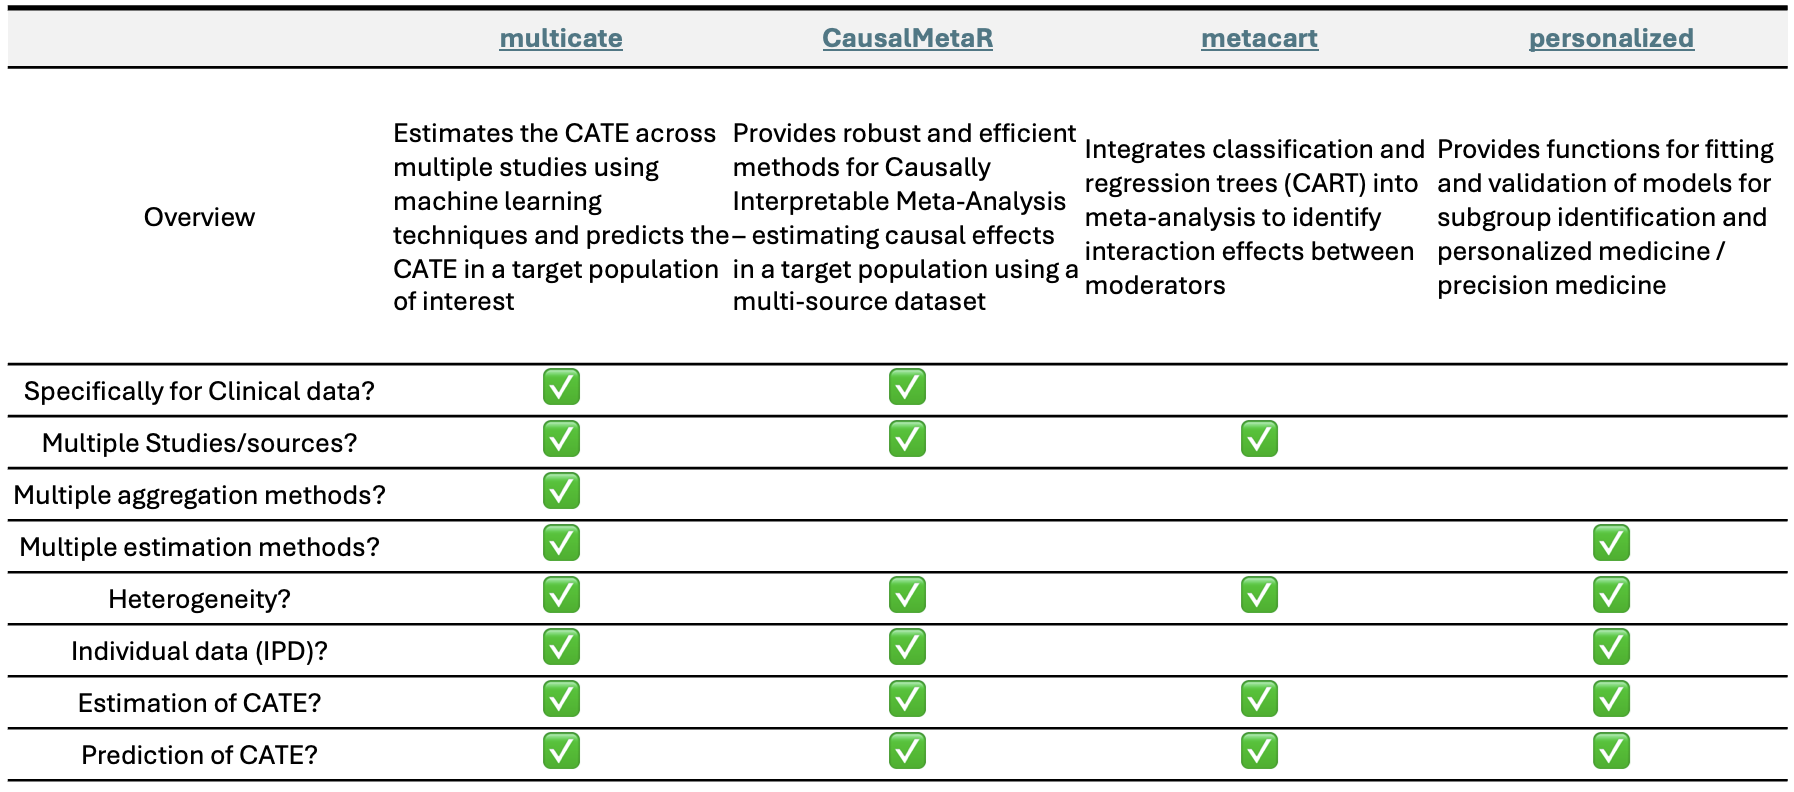 multicate CausalMetaR metacart personalized
Overview
Estimates the CATE across
multiple studies using
machine learning
techniques and predicts the
CATE in a target population
of interest
Provides robust and efficient
methods for Causally
Interpretable Meta-Analysis
– estimating causal effects
in a target population using a
multi-source dataset
Integrates classification and
regression trees (CART) into
meta-analysis to identify
interaction effects between
moderators
Provides functions for fitting
and validation of models for
subgroup identification and
personalized medicine /
precision medicine
Specifically for Clinical data? ✅ ✅
Multiple Studies/sources? ✅ ✅ ✅
Multiple aggregation methods? ✅
Multiple estimation methods? ✅ ✅
Heterogeneity? ✅ ✅ ✅ ✅
Individual data (IPD)? ✅ ✅ ✅
Estimation of CATE? ✅ ✅ ✅ ✅
Prediction of CATE? ✅ ✅ ✅ ✅